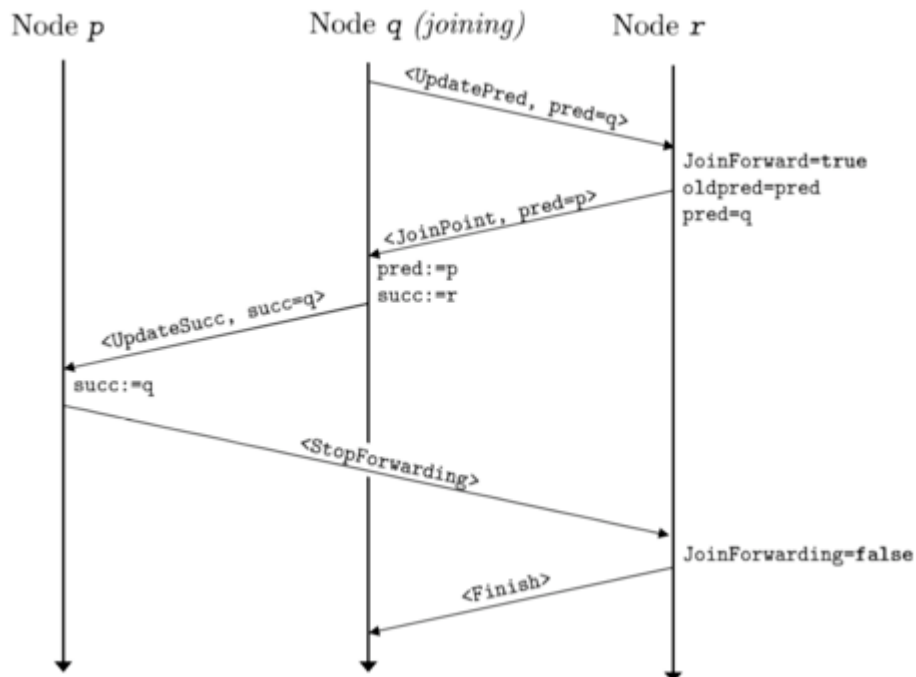 Node p
Node q (joining)
Node r
<UpdatePred, pred=q>
JoinForward=true
oldpred=pred
pred=q
<JoinPoint, pred=p>
pred:=p
succ:=r
<UpdateSucc, succ=q>
succ:=q
<StopForwarding>
JoinForwarding=false
<Finish>